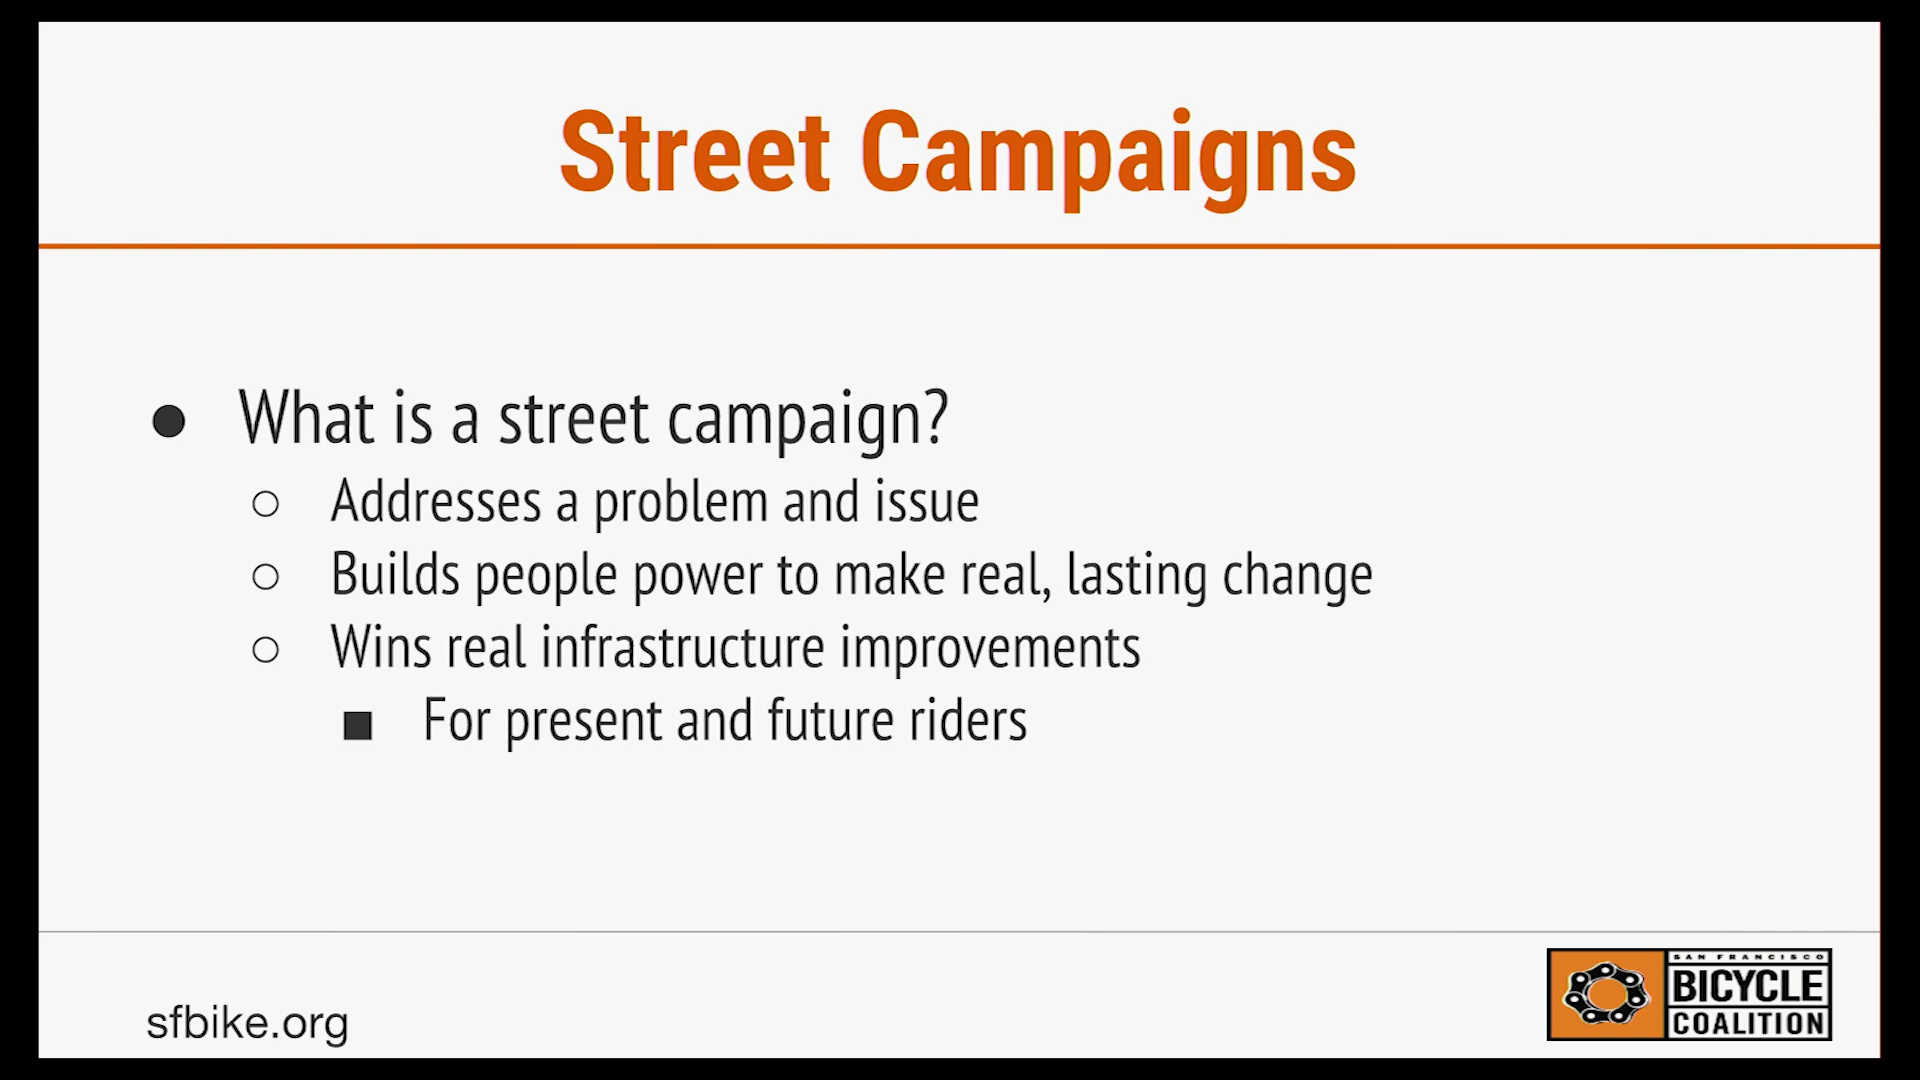 Street Campaigns
● What is a street campaign?
○ Addresses a problem and issue
○ Builds people power to make real, lasting change
○ Wins real infrastructure improvements
■ For present and future riders
sfbike.org
SAN FRANCISCO
BICYCLE
COALITION